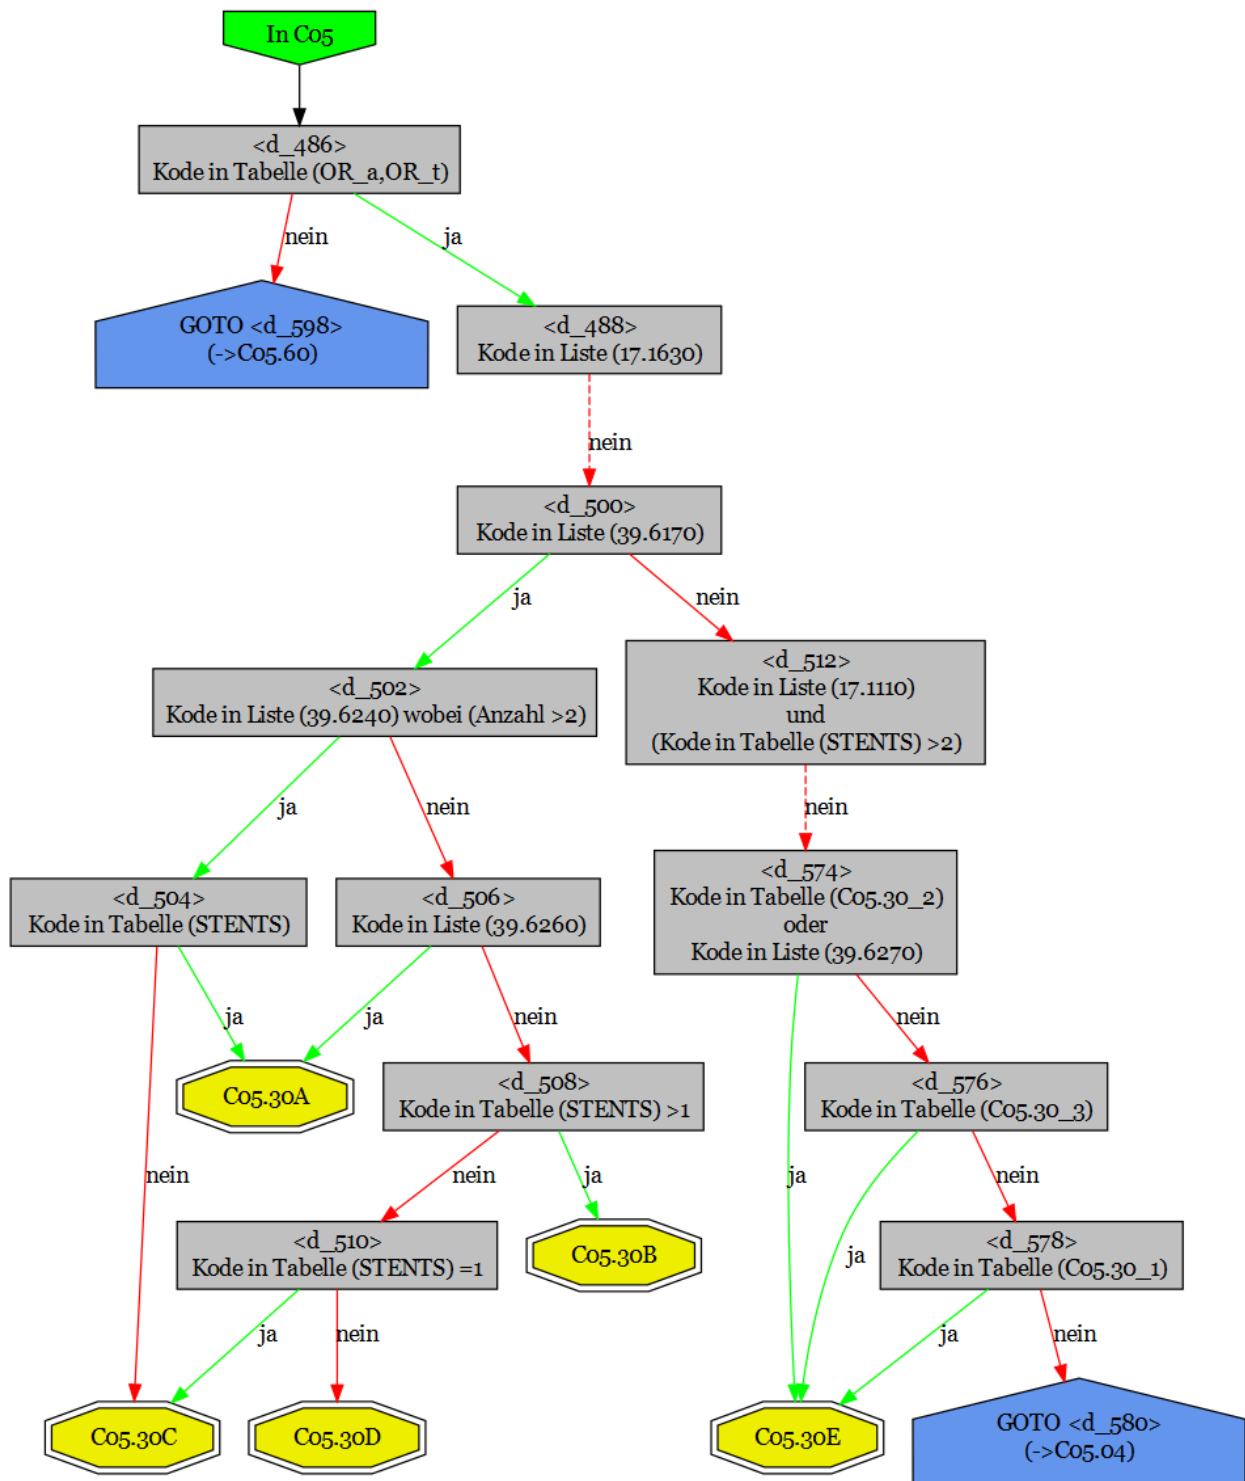 In C05
<d_486>
Kode in Tabelle (OR_a,OR_t)
nein
ja
GOTO <d_598>
(->C05.60)
<d_488>
Kode in Liste (17.1630)
nein
<d_500>
Kode in Liste (39.6170)
ja
nein
<d_502>
Kode in Liste (39.6240) wobei (Anzahl >2)
<d_512>
Kode in Liste (17.1110)
und
(Kode in Tabelle (STENTS) >2)
ja
nein
nein
<d_504>
Kode in Tabelle (STENTS)
<d_506>
Kode in Liste (39.6260)
<d_574>
Kode in Tabelle (C05.30_2)
oder
Kode in Liste (39.6270)
ja
ja
nein
nein
C05.30A
<d_508>
Kode in Tabelle (STENTS) >1
<d_576>
Kode in Tabelle (C05.30_3)
nein
nein
ja
ja
nein
<d_510>
Kode in Tabelle (STENTS) =1
C05.30B
ja
<d_578>
Kode in Tabelle (C05.30_1)
ja
nein
ja
nein
C05.30C
C05.30D
C05.30E
GOTO <d_580>
(->C05.04)